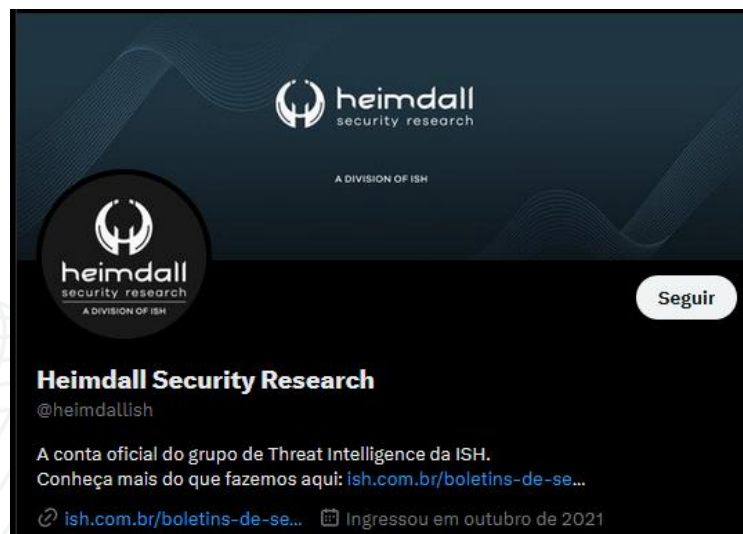 heimdall
security research
A DIVISION OF ISH
heimdall
security research
A DIVISION OF ISH
Seguir
Heimdall Security Research
@heimdallish
A conta oficial do grupo de Threat Intelligence da ISH.
Conheça mais do que fazemos aqui: ish.com.br/boletins-de-se...
ish.com.br/boletins-de-se... Ingressou em outubro de 2021